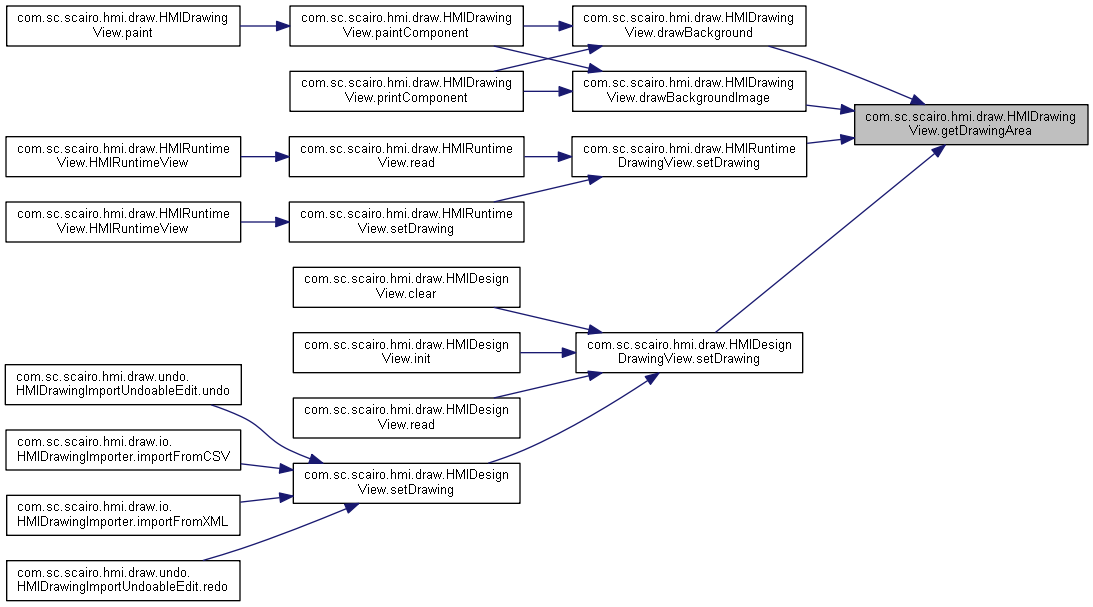 com.sc.scairo.hmi.draw.HMIDrawing
View.paint
com.sc.scairo.hmi.draw.HMIDrawing
View.paintComponent
com.sc.scairo.hmi.draw.HMIDrawing
View.drawBackground
com.sc.scairo.hmi.draw.HMIDrawing
View.printComponent
com.sc.scairo.hmi.draw.HMIDrawing
View.drawBackgroundImage
com.sc.scairo.hmi.draw.HMIDrawing
View.getDrawingArea
com.sc.scairo.hmi.draw.HMIRuntime
View.HMIRuntimeView
com.sc.scairo.hmi.draw.HMIRuntime
View.read
com.sc.scairo.hmi.draw.HMIRuntime
DrawingView.setDrawing
com.sc.scairo.hmi.draw.HMIRuntime
View.HMIRuntimeView
com.sc.scairo.hmi.draw.HMIRuntime
View.setDrawing
com.sc.scairo.hmi.draw.HMIDesign
View.clear
com.sc.scairo.hmi.draw.HMIDesign
View.init
com.sc.scairo.hmi.draw.HMIDesign
DrawingView.setDrawing
com.sc.scairo.hmi.draw.undo.
HMIDrawingImportUndoableEdit.undo
com.sc.scairo.hmi.draw.HMIDesign
View.read
com.sc.scairo.hmi.draw.io.
HMIDrawingImporter.importFromCSV
com.sc.scairo.hmi.draw.HMIDesign
View.setDrawing
com.sc.scairo.hmi.draw.io.
HMIDrawingImporter.importFromXML
com.sc.scairo.hmi.draw.undo.
HMIDrawingImportUndoableEdit.redo